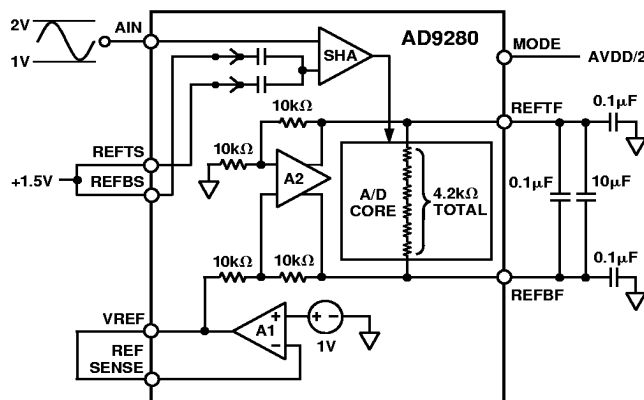 2V
1V
AIN
SHA
AD9280
MODE
AVDD/2
10kΩ
REFTF
0.1µF
REFTS
10kΩ
+1.5V
REFBS
A2
A/D
CORE
4.2kΩ
TOTAL
0.1µF
10µF
10kΩ
10kΩ
0.1µF
REFBF
VREF
A1
+
−
+ −
1V
REF
SENSE